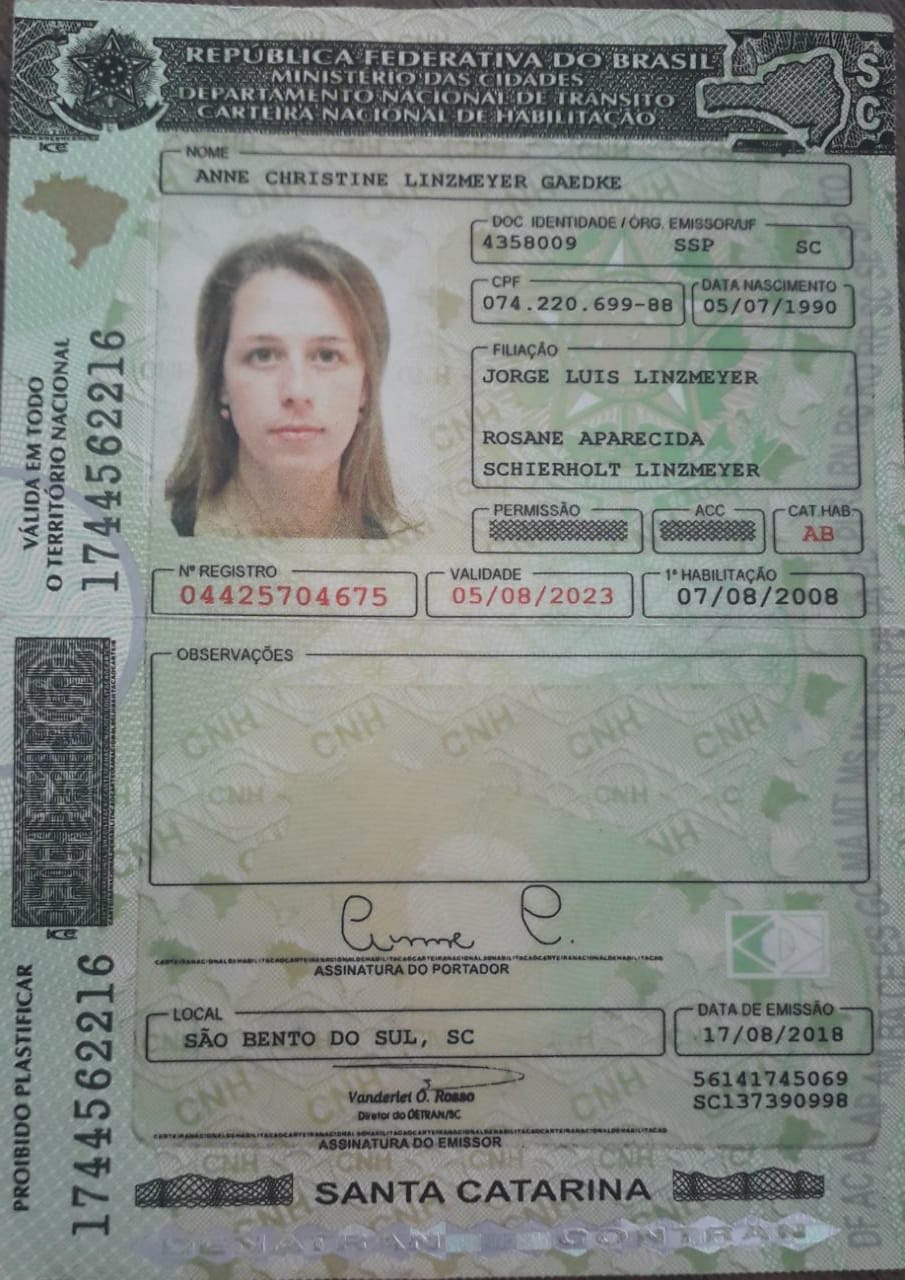 REPÚBLICA FEDERATIVA DO BRASIL
MINISTÉRIO DAS CIDADES
DEPARTAMENTO NACIONAL DE TRÂNSITO
CARTEIRA NACIONAL DE HABILITAÇÃO
SC
NOME
ANNE CHRISTINE LINZMEYER GAEDKE
DOC. IDENTIDADE / ÓRG. EMISSOR/UF
4358009 SSP SC
CPF
074.220.699-88
DATA NASCIMENTO
05/07/1990
FILIAÇÃO
JORGE LUIS LINZMEYER
ROSANE APARECIDA
SCHIERHOLT LINZMEYER
PERMISSÃO
ACC
CAT. HAB.
AB
Nº REGISTRO
04425704675
VALIDADE
05/08/2023
1ª HABILITAÇÃO
07/08/2008
VÁLIDA EM TODO
O TERRITÓRIO NACIONAL
1744562216
OBSERVAÇÕES
CNH CNH CNH CNH CNH
Anne C.
ASSINATURA DO PORTADOR
LOCAL
SÃO BENTO DO SUL, SC
DATA DE EMISSÃO
17/08/2018
56141745069
SC137390998
Vanderlei O. Rosso
Diretor do DETRAN/SC
ASSINATURA DO EMISSOR
PROIBIDO PLASTIFICAR
1744562216
SANTA CATARINA
DENATRAN CONTRAN